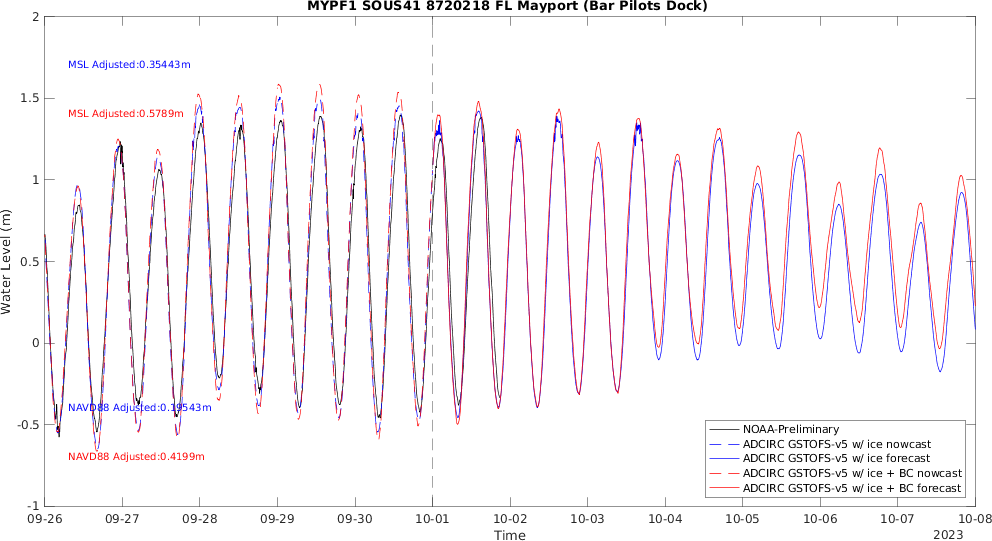 MYPF1 SOUS41 8720218 FL Mayport (Bar Pilots Dock)
2
1.5
1
0.5
0
-0.5
-1
Water Level (m)
MSL Adjusted:0.35443m
MSL Adjusted:0.5789m
NAVD88 Adjusted:0.19543m
NAVD88 Adjusted:0.4199m
NOAA-Preliminary
ADCIRC GSTOFS-v5 w/ ice nowcast
ADCIRC GSTOFS-v5 w/ ice forecast
ADCIRC GSTOFS-v5 w/ ice + BC nowcast
ADCIRC GSTOFS-v5 w/ ice + BC forecast
09-26 09-27 09-28 09-29 09-30 10-01 10-02 10-03 10-04 10-05 10-06 10-07 10-08
Time
2023